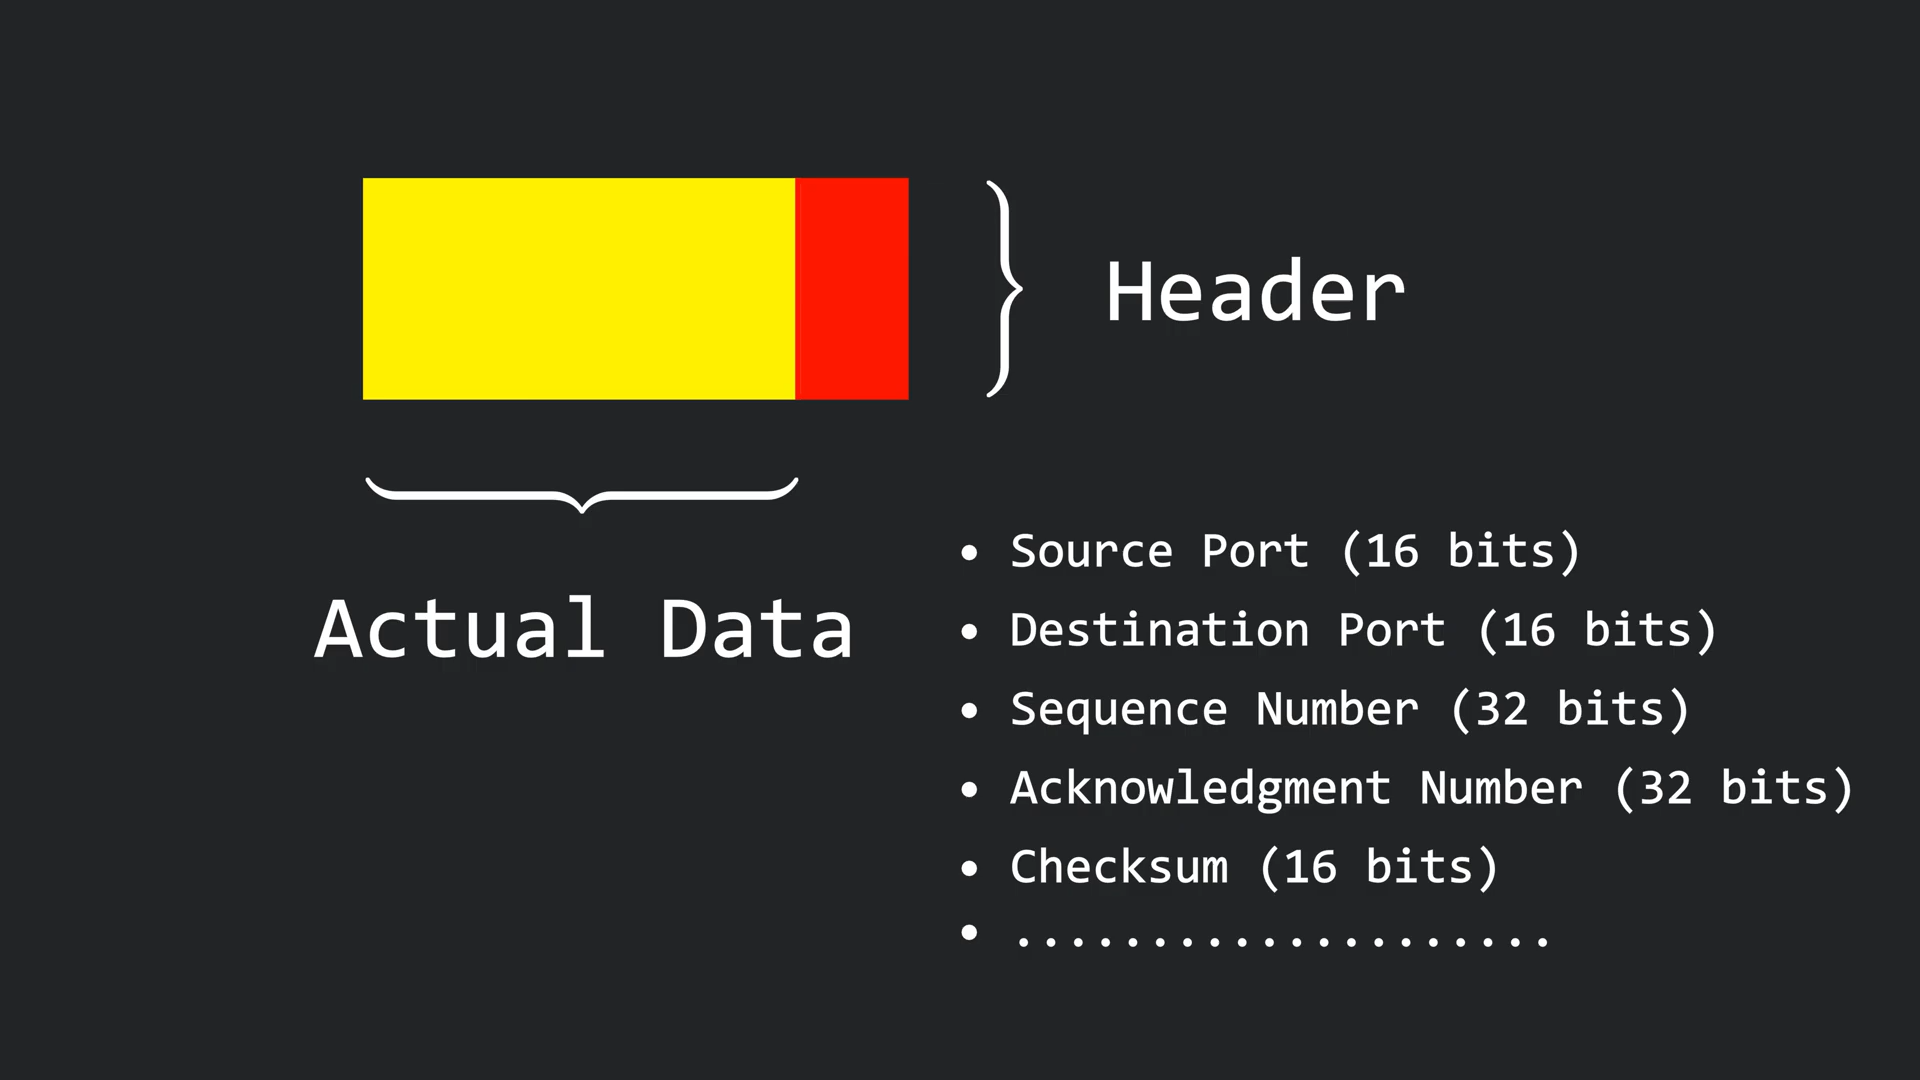 Header
Actual Data
• Source Port (16 bits)
• Destination Port (16 bits)
• Sequence Number (32 bits)
• Acknowledgment Number (32 bits)
• Checksum (16 bits)
• ....................